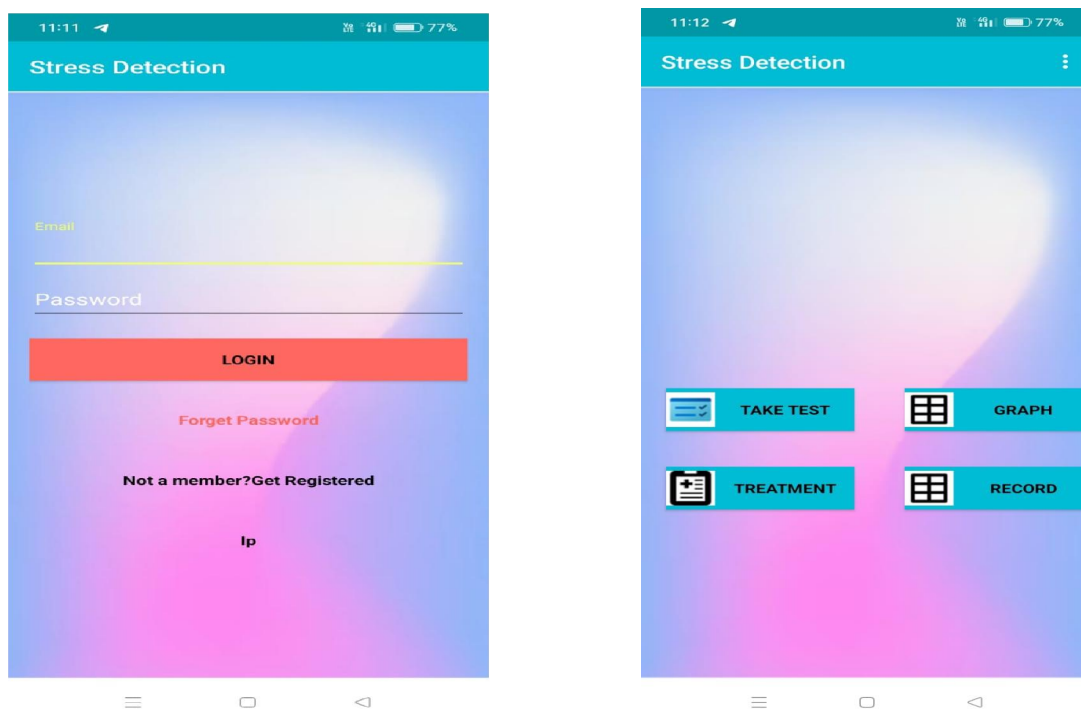 11:11
77%
Stress Detection
Email
Password
LOGIN
Forget Password
Not a member?Get Registered
Ip
11:12
77%
Stress Detection
TAKE TEST
GRAPH
TREATMENT
RECORD